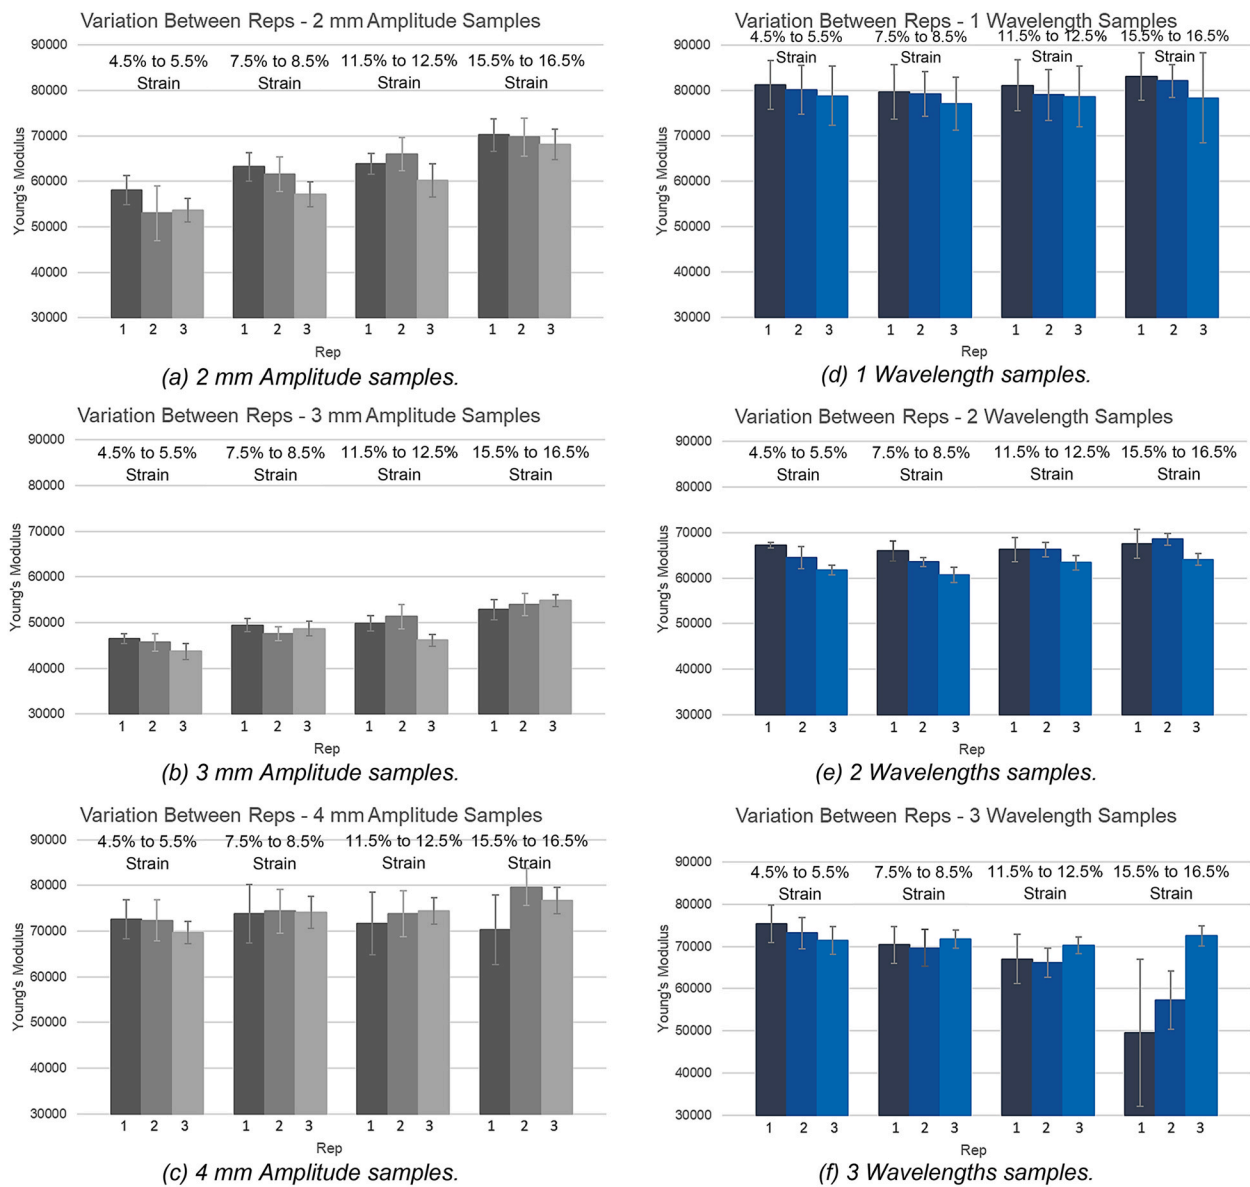 Variation Between Reps - 2 mm Amplitude Samples
90000
80000
70000
60000
50000
40000
30000
Young's Modulus
4.5% to 5.5%
Strain
7.5% to 8.5%
Strain
11.5% to 12.5%
Strain
15.5% to 16.5%
Strain
1 2 3 1 2 3 1 2 3 1 2 3
Rep
(a) 2 mm Amplitude samples.
Variation Between Reps - 3 mm Amplitude Samples
90000
80000
70000
60000
50000
40000
30000
Young's Modulus
4.5% to 5.5%
Strain
7.5% to 8.5%
Strain
11.5% to 12.5%
Strain
15.5% to 16.5%
Strain
1 2 3 1 2 3 1 2 3 1 2 3
Rep
(b) 3 mm Amplitude samples.
Variation Between Reps - 4 mm Amplitude Samples
90000
80000
70000
60000
50000
40000
30000
Young's Modulus
4.5% to 5.5%
Strain
7.5% to 8.5%
Strain
11.5% to 12.5%
Strain
15.5% to 16.5%
Strain
1 2 3 1 2 3 1 2 3 1 2 3
Rep
(c) 4 mm Amplitude samples.
Variation Between Reps - 1 Wavelength Samples
90000
80000
70000
60000
50000
40000
30000
Young's Modulus
4.5% to 5.5%
Strain
7.5% to 8.5%
Strain
11.5% to 12.5%
Strain
15.5% to 16.5%
Strain
1 2 3 1 2 3 1 2 3 1 2 3
Rep
(d) 1 Wavelength samples.
Variation Between Reps - 2 Wavelength Samples
90000
80000
70000
60000
50000
40000
30000
Young's Modulus
4.5% to 5.5%
Strain
7.5% to 8.5%
Strain
11.5% to 12.5%
Strain
15.5% to 16.5%
Strain
1 2 3 1 2 3 1 2 3 1 2 3
Rep
(e) 2 Wavelengths samples.
Variation Between Reps - 3 Wavelength Samples
90000
80000
70000
60000
50000
40000
30000
Young's Modulus
4.5% to 5.5%
Strain
7.5% to 8.5%
Strain
11.5% to 12.5%
Strain
15.5% to 16.5%
Strain
1 2 3 1 2 3 1 2 3 1 2 3
Rep
(f) 3 Wavelengths samples.